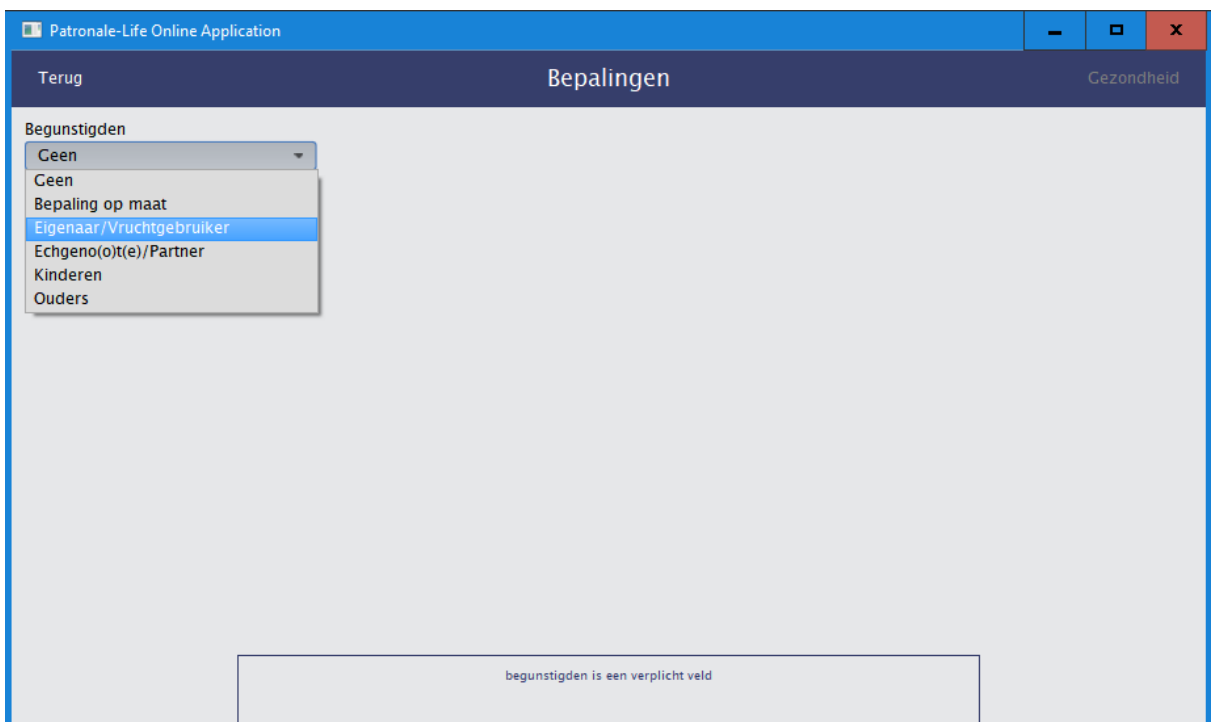 Patronale-Life Online Application
Terug
Bepalingen
Gezondheid
Begunstigden
Geen
Geen
Bepaling op maat
Eigenaar/Vruchtgebruiker
Echgeno(o)t(e)/Partner
Kinderen
Ouders
begunstigden is een verplicht veld